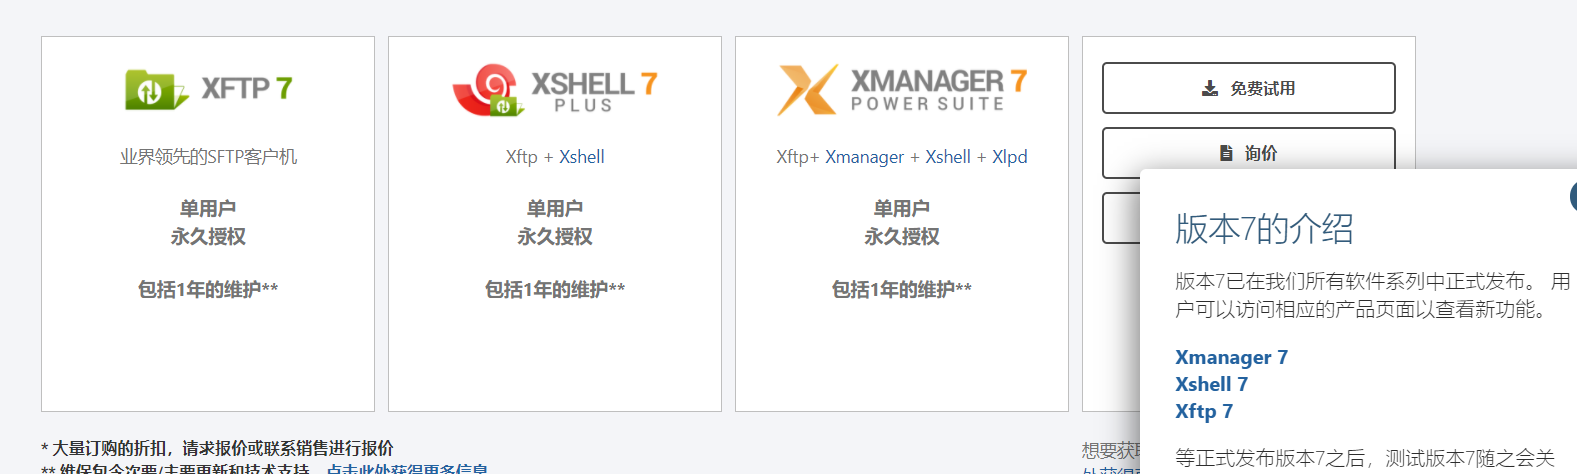 XFTP 7
业界领先的SFTP客户机
单用户
永久授权
包括1年的维护**
XSHELL 7
PLUS
Xftp + Xshell
单用户
永久授权
包括1年的维护**
XMANAGER 7
POWER SUITE
Xftp+ Xmanager + Xshell + Xlpd
单用户
永久授权
包括1年的维护**
免费试用
询价
版本7的介绍
版本7已在我们所有软件系列中正式发布。 用
户可以访问相应的产品页面以查看新功能。
Xmanager 7
Xshell 7
Xftp 7
等正式发布版本7之后，测试版本7随之会关
* 大量订购的折扣，请求报价或联系销售进行报价
** 维保包含次要/主要更新和技术支持。点击此处获得更多信息
想要获
处获得